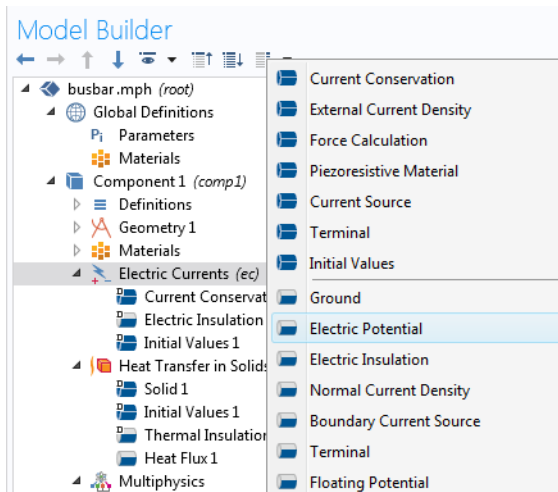 Model Builder
busbar.mph (root)
Global Definitions
Pi Parameters
Materials
Component 1 (comp1)
Definitions
Geometry 1
Materials
Electric Currents (ec)
Current Conservat
Electric Insulation
Initial Values 1
Heat Transfer in Solids
Solid 1
Initial Values 1
Thermal Insulation
Heat Flux 1
Multiphysics
Current Conservation
External Current Density
Force Calculation
Piezoresistive Material
Current Source
Terminal
Initial Values
Ground
Electric Potential
Electric Insulation
Normal Current Density
Boundary Current Source
Terminal
Floating Potential